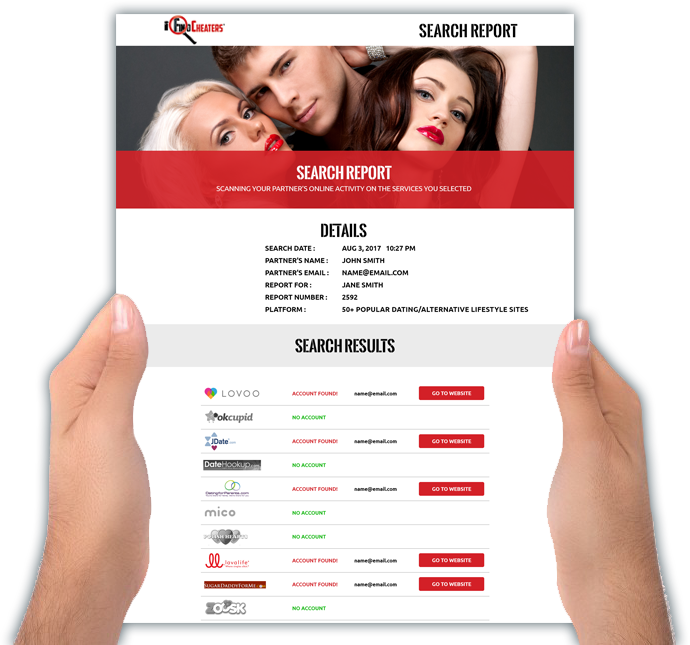 iFindCheaters
SEARCH REPORT
SEARCH REPORT
SCANNING YOUR PARTNER'S ONLINE ACTIVITY ON THE SERVICES YOU SELECTED
DETAILS
SEARCH DATE : AUG 3, 2017 10:27 PM
PARTNER'S NAME : JOHN SMITH
PARTNER'S EMAIL : NAME@EMAIL.COM
REPORT FOR : JANE SMITH
REPORT NUMBER : 2592
PLATFORM : 50+ POPULAR DATING/ALTERNATIVE LIFESTYLE SITES
SEARCH RESULTS
LOVOO ACCOUNT FOUND! name@email.com GO TO WEBSITE
okcupid NO ACCOUNT
JDate ACCOUNT FOUND! name@email.com GO TO WEBSITE
DateHookup.com NO ACCOUNT
DatingforParents.com ACCOUNT FOUND! name@email.com GO TO WEBSITE
mico NO ACCOUNT
NO ACCOUNT
lavalife ACCOUNT FOUND! name@email.com GO TO WEBSITE
SUGARDADDYFORME ACCOUNT FOUND! name@email.com GO TO WEBSITE
ZOOSK NO ACCOUNT